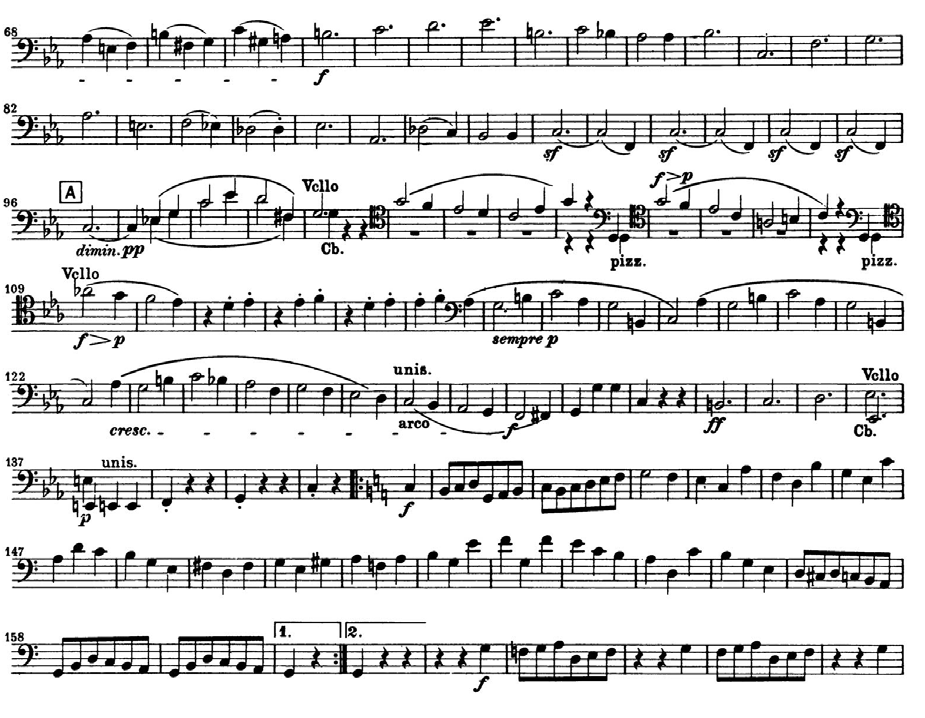 68
f
82
sf sf sf sf
A Vcllo f > p
96
dimin. pp Cb. pizz. pizz.
Vcllo
109
f > p sempre p
unis. Vcllo
122
cresc. arco f ff Cb.
137 unis.
p f
147
158 1. 2.
f